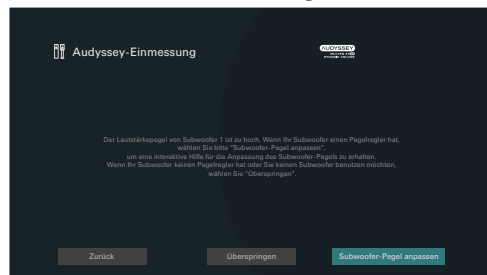 Audyssey-Einmessung
AUDYSSEY
DYNAMIC VOLUME
Der Lautstärkepegel von Subwoofer 1 ist zu hoch. Wenn Ihr Subwoofer einen Pegelregler hat,
wählen Sie bitte "Subwoofer-Pegel anpassen",
um eine interaktive Hilfe für die Anpassung des Subwoofer-Pegels zu erhalten.
Wenn Ihr Subwoofer keinen Pegelregler hat oder Sie keinen Subwoofer benutzen möchten,
wählen Sie "Überspringen".
Zurück
Überspringen
Subwoofer-Pegel anpassen